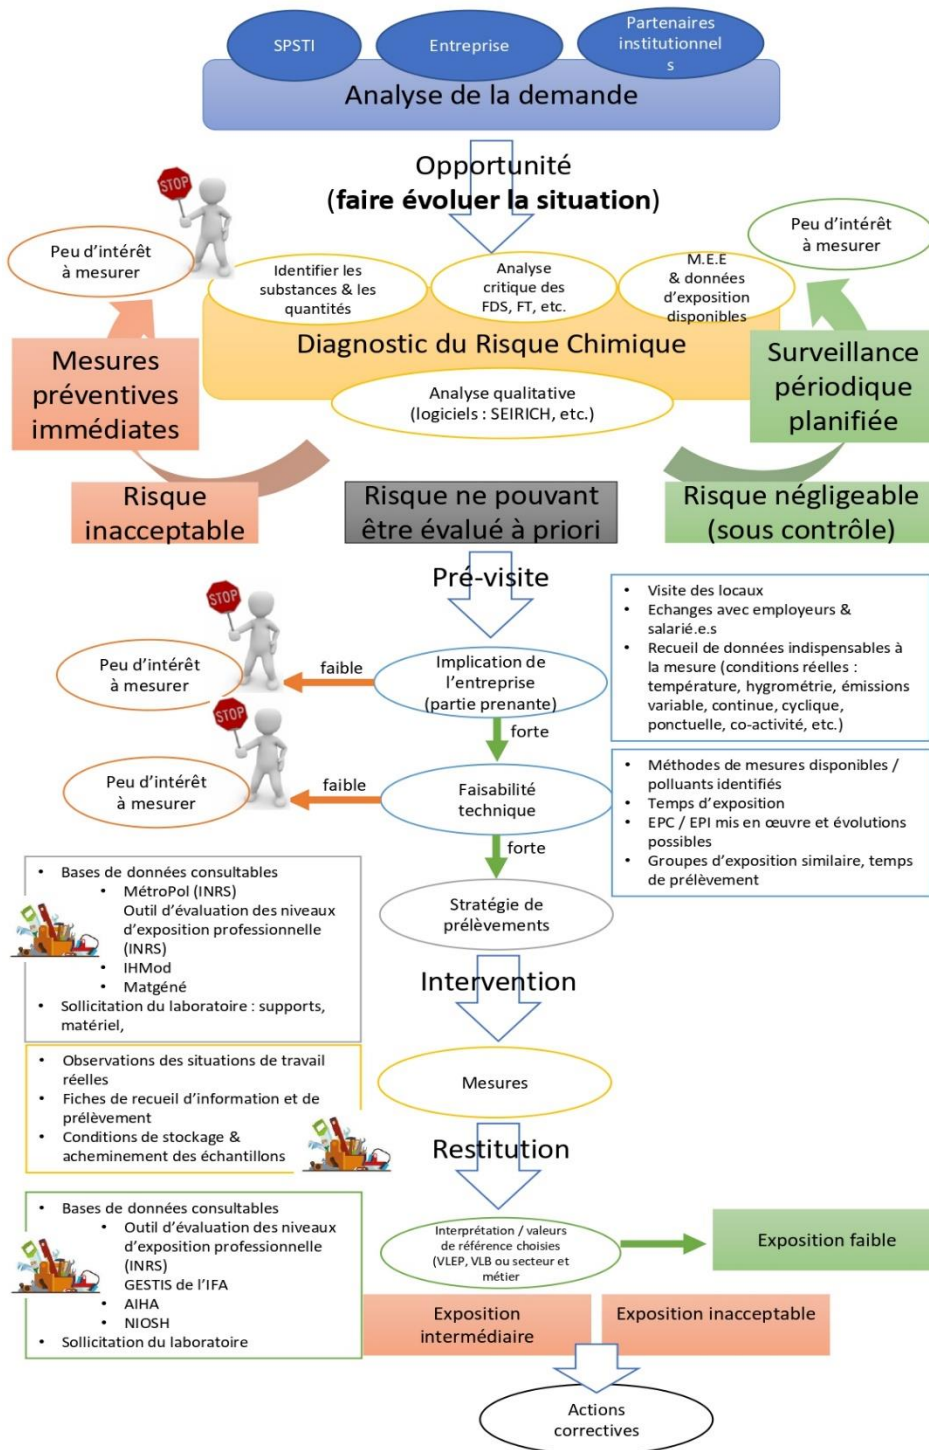 SPSTI
Entreprise
Partenaires
institutionnel
s
Analyse de la demande
Opportunité
(faire évoluer la situation)
STOP
Peu d'intérêt
à mesurer
Peu d'intérêt
à mesurer
Identifier les
substances & les
quantités
Analyse
critique des
FDS, FT, etc.
M.E.E
& données
d'exposition
disponibles
Diagnostic du Risque Chimique
Analyse qualitative
(logiciels : SEIRICH, etc.)
Mesures
préventives
immédiates
Surveillance
périodique
planifiée
Risque
inacceptable
Risque ne pouvant
être évalué à priori
Risque négligeable
(sous contrôle)
Pré-visite
STOP
Peu d'intérêt
à mesurer
faible
Implication de
l'entreprise
(partie prenante)
• Visite des locaux
• Echanges avec employeurs &
salarié.e.s
• Recueil de données indispensables à
la mesure (conditions réelles :
température, hygrométrie, émissions
variable, continue, cyclique,
ponctuelle, co-activité, etc.)
forte
STOP
Peu d'intérêt
à mesurer
faible
Faisabilité
technique
• Méthodes de mesures disponibles /
polluants identifiés
• Temps d'exposition
• EPC / EPI mis en œuvre et évolutions
possibles
• Groupes d'exposition similaire, temps
de prélèvement
forte
• Bases de données consultables
• MétroPol (INRS)
Outil d'évaluation des niveaux
d'exposition professionnelle
(INRS)
• IHMod
• Matgéné
• Sollicitation du laboratoire : supports,
matériel,
Stratégie de
prélèvements
Intervention
• Observations des situations de travail
réelles
• Fiches de recueil d'information et de
prélèvement
• Conditions de stockage &
acheminement des échantillons
Mesures
Restitution
• Bases de données consultables
• Outil d'évaluation des niveaux
d'exposition professionnelle
(INRS)
GESTIS de l'IFA
• AIHA
• NIOSH
• Sollicitation du laboratoire
Interprétation / valeurs
de référence choisies
(VLEP, VLB ou secteur et
métier
Exposition faible
Exposition
intermédiaire
Exposition inacceptable
Actions
correctives